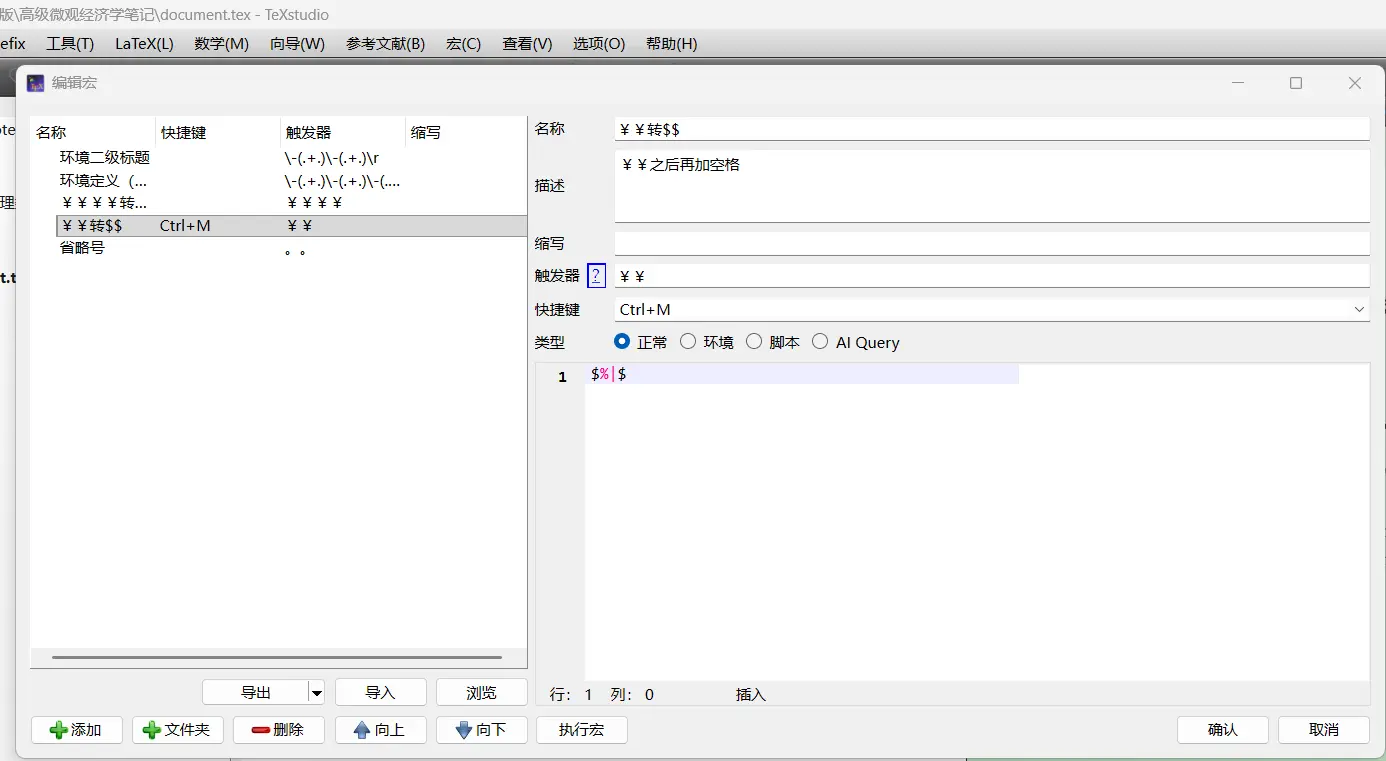 版\高级微观经济学笔记\document.tex - TeXstudio
efix 工具(T) LaTeX(L) 数学(M) 向导(W) 参考文献(B) 宏(C) 查看(V) 选项(O) 帮助(H)
编辑宏
名称 快捷键 触发器 缩写
环境二级标题 \-(.+.)\-(.+.)\r
环境定义（... \-(.+.)\-(.+.)\-(....
￥￥￥￥转... ￥￥￥￥
￥￥转$$ Ctrl+M ￥￥
省略号 。。
名称 ￥￥转$$
描述 ￥￥之后再加空格
缩写
触发器 ? ￥￥
快捷键 Ctrl+M
类型 正常 环境 脚本 AI Query
1 $%|$
行: 1 列: 0 插入
导出 导入 浏览
添加 文件夹 删除 向上 向下 执行宏 确认 取消
ote
理
t.t